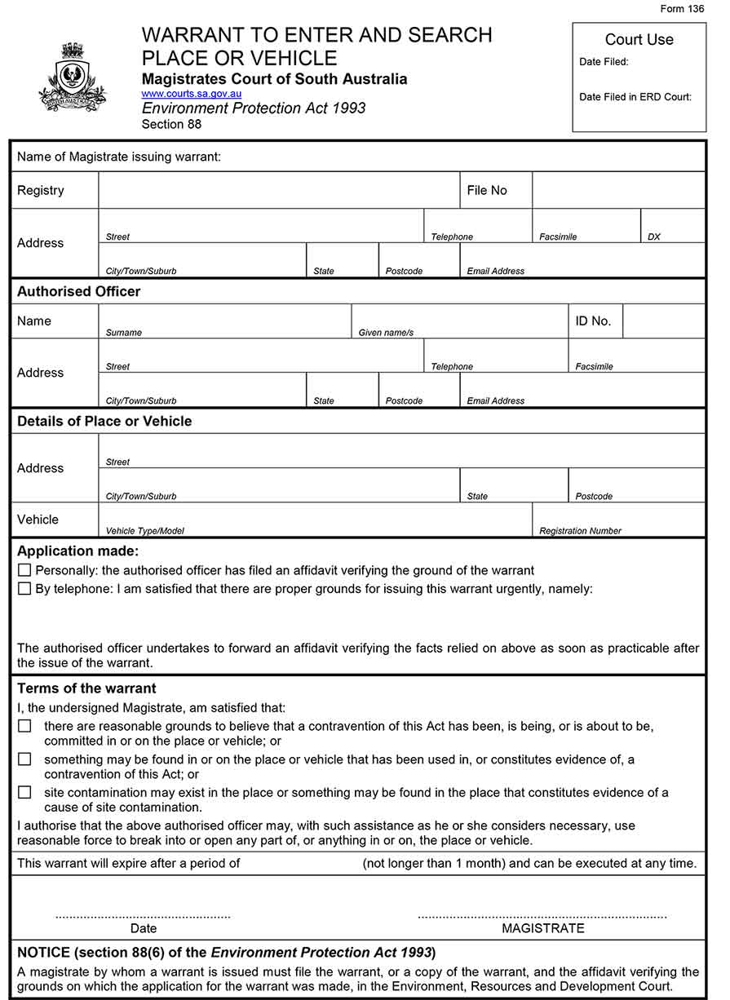 Form 136
WARRANT TO ENTER AND SEARCH
PLACE OR VEHICLE
Magistrates Court of South Australia
www.courts.sa.gov.au
Environment Protection Act 1993
Section 88
Court Use
Date Filed:
Date Filed in ERD Court:
SOUTH AUSTRALIA
Name of Magistrate issuing warrant:
Registry File No
Address
Street Telephone Facsimile DX
City/Town/Suburb State Postcode Email Address
Authorised Officer
Name ID No.
Surname Given name/s
Address
Street Telephone Facsimile
City/Town/Suburb State Postcode Email Address
Details of Place or Vehicle
Address
Street
City/Town/Suburb State Postcode
Vehicle
Vehicle Type/Model Registration Number
Application made:
Personally: the authorised officer has filed an affidavit verifying the ground of the warrant
By telephone: I am satisfied that there are proper grounds for issuing this warrant urgently, namely:
The authorised officer undertakes to forward an affidavit verifying the facts relied on above as soon as practicable after
the issue of the warrant.
Terms of the warrant
I, the undersigned Magistrate, am satisfied that:
there are reasonable grounds to believe that a contravention of this Act has been, is being, or is about to be,
committed in or on the place or vehicle; or
something may be found in or on the place or vehicle that has been used in, or constitutes evidence of, a
contravention of this Act; or
site contamination may exist in the place or something may be found in the place that constitutes evidence of a
cause of site contamination.
I authorise that the above authorised officer may, with such assistance as he or she considers necessary, use
reasonable force to break into or open any part of, or anything in or on, the place or vehicle.
This warrant will expire after a period of (not longer than 1 month) and can be executed at any time.
Date MAGISTRATE
NOTICE (section 88(6) of the Environment Protection Act 1993)
A magistrate by whom a warrant is issued must file the warrant, or a copy of the warrant, and the affidavit verifying the
grounds on which the application for the warrant was made, in the Environment, Resources and Development Court.